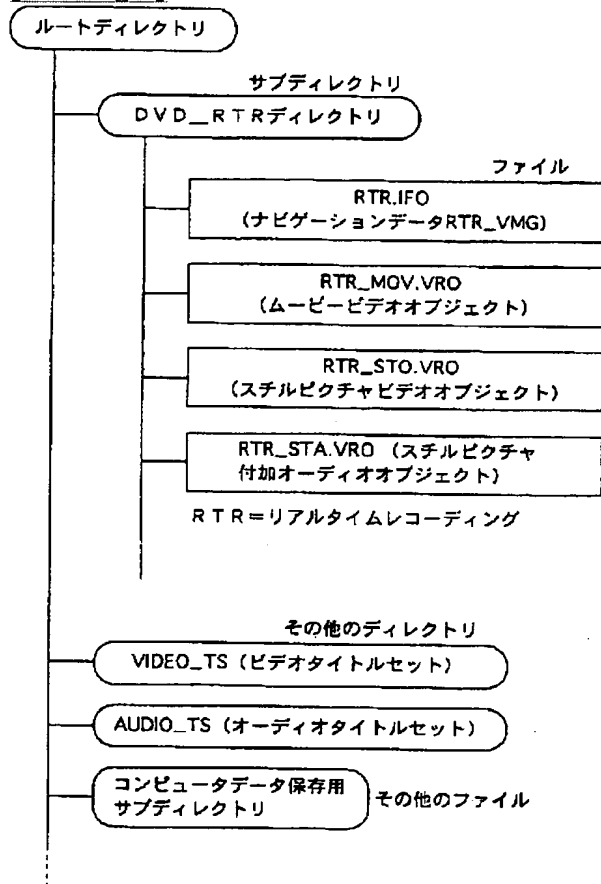 ルートディレクトリ
サブディレクトリ
DVD__RTRディレクトリ
ファイル
RTR.IFO
(ナビゲーションデータRTR_VMG)
RTR_MOV.VRO
(ムービービデオオブジェクト)
RTR_STO.VRO
(スチルピクチャビデオオブジェクト)
RTR_STA.VRO (スチルピクチャ
付加オーディオオブジェクト)
RTR=リアルタイムレコーディング
その他のディレクトリ
VIDEO_TS (ビデオタイトルセット)
AUDIO_TS (オーディオタイトルセット)
コンピュータデータ保存用
サブディレクトリ
その他のファイル